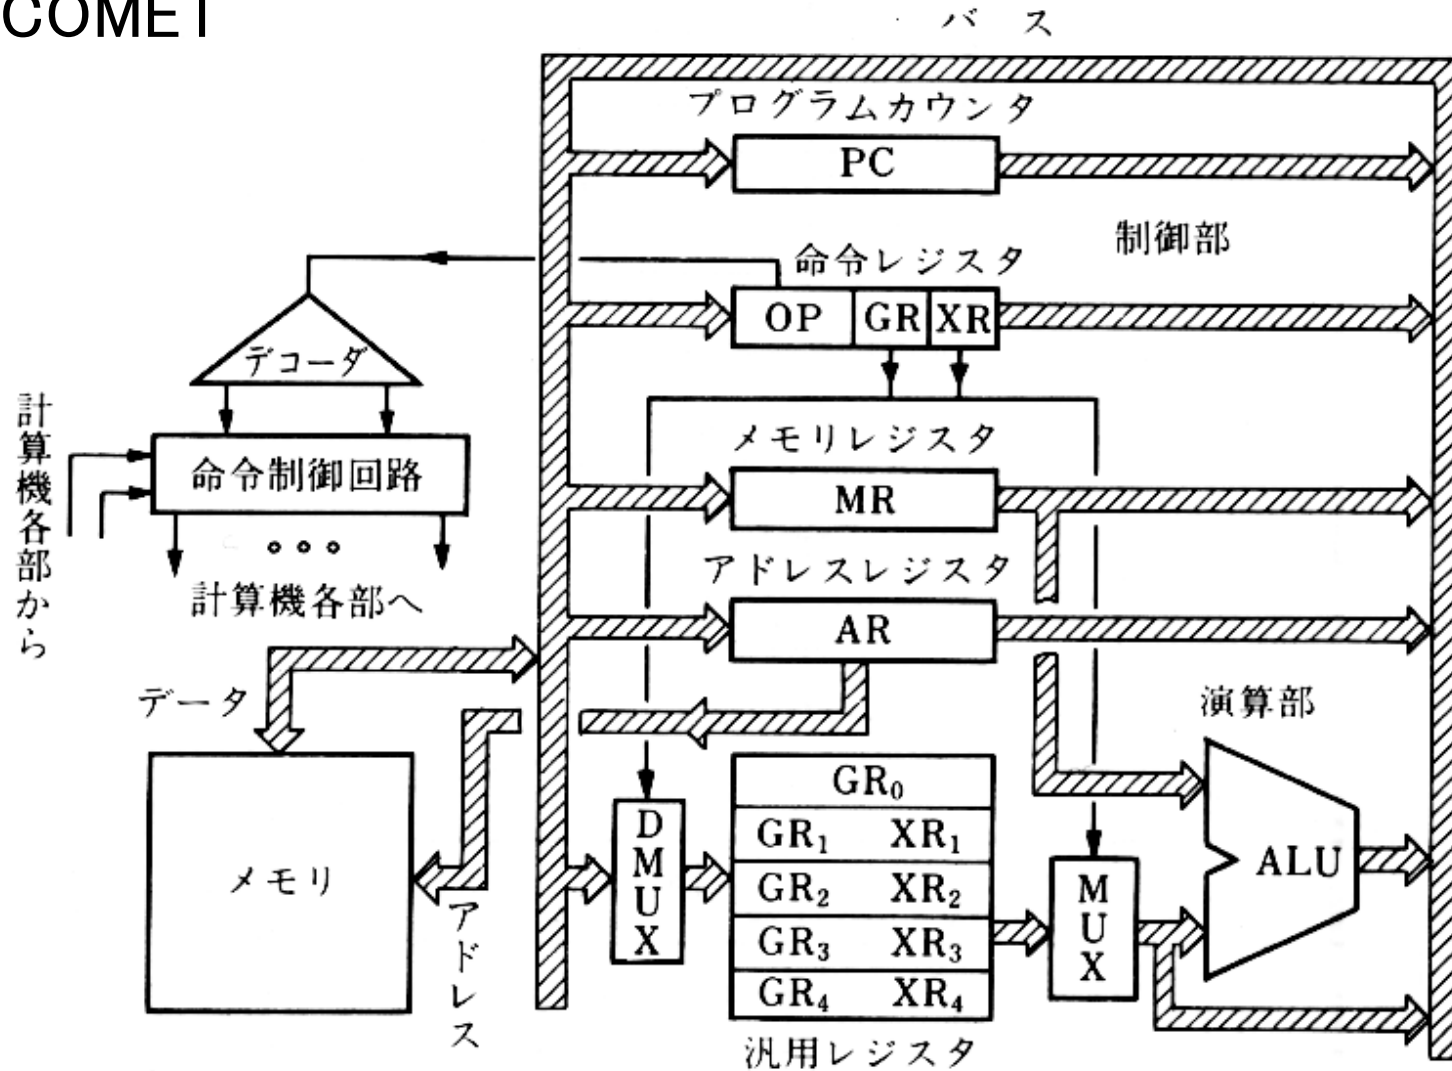 COMET
バス
プログラムカウンタ
PC
制御部
命令レジスタ
OP GR XR
デコーダ
計算機各部から
命令制御回路
計算機各部へ
メモリレジスタ
MR
アドレスレジスタ
AR
データ
演算部
メモリ
アドレス
DMUX
GR₀
GR₁ XR₁
GR₂ XR₂
GR₃ XR₃
GR₄ XR₄
汎用レジスタ
MUX
ALU